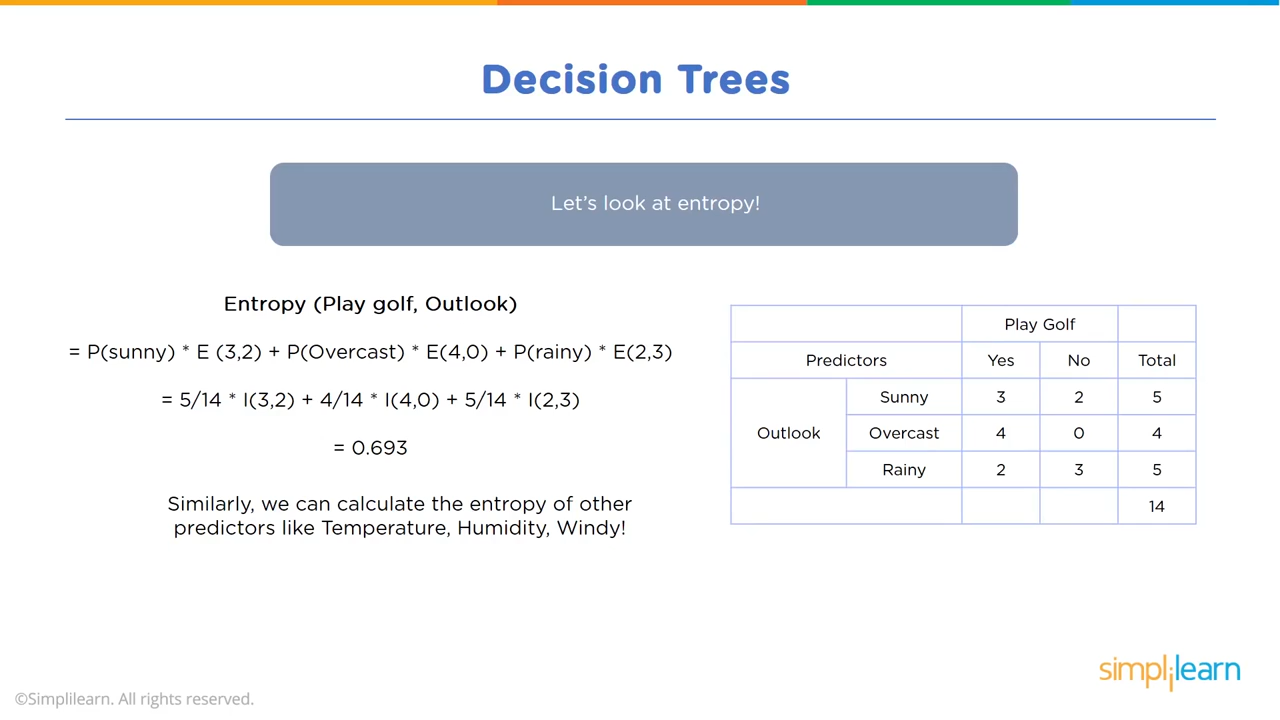 Decision Trees
Let's look at entropy!
Entropy (Play golf, Outlook)
= P(sunny) * E (3,2) + P(Overcast) * E(4,0) + P(rainy) * E(2,3)
= 5/14 * I(3,2) + 4/14 * I(4,0) + 5/14 * I(2,3)
= 0.693
Similarly, we can calculate the entropy of other
predictors like Temperature, Humidity, Windy!
Play Golf
Predictors Yes No Total
Sunny 3 2 5
Outlook Overcast 4 0 4
Rainy 2 3 5
14
simplilearn
©Simplilearn. All rights reserved.